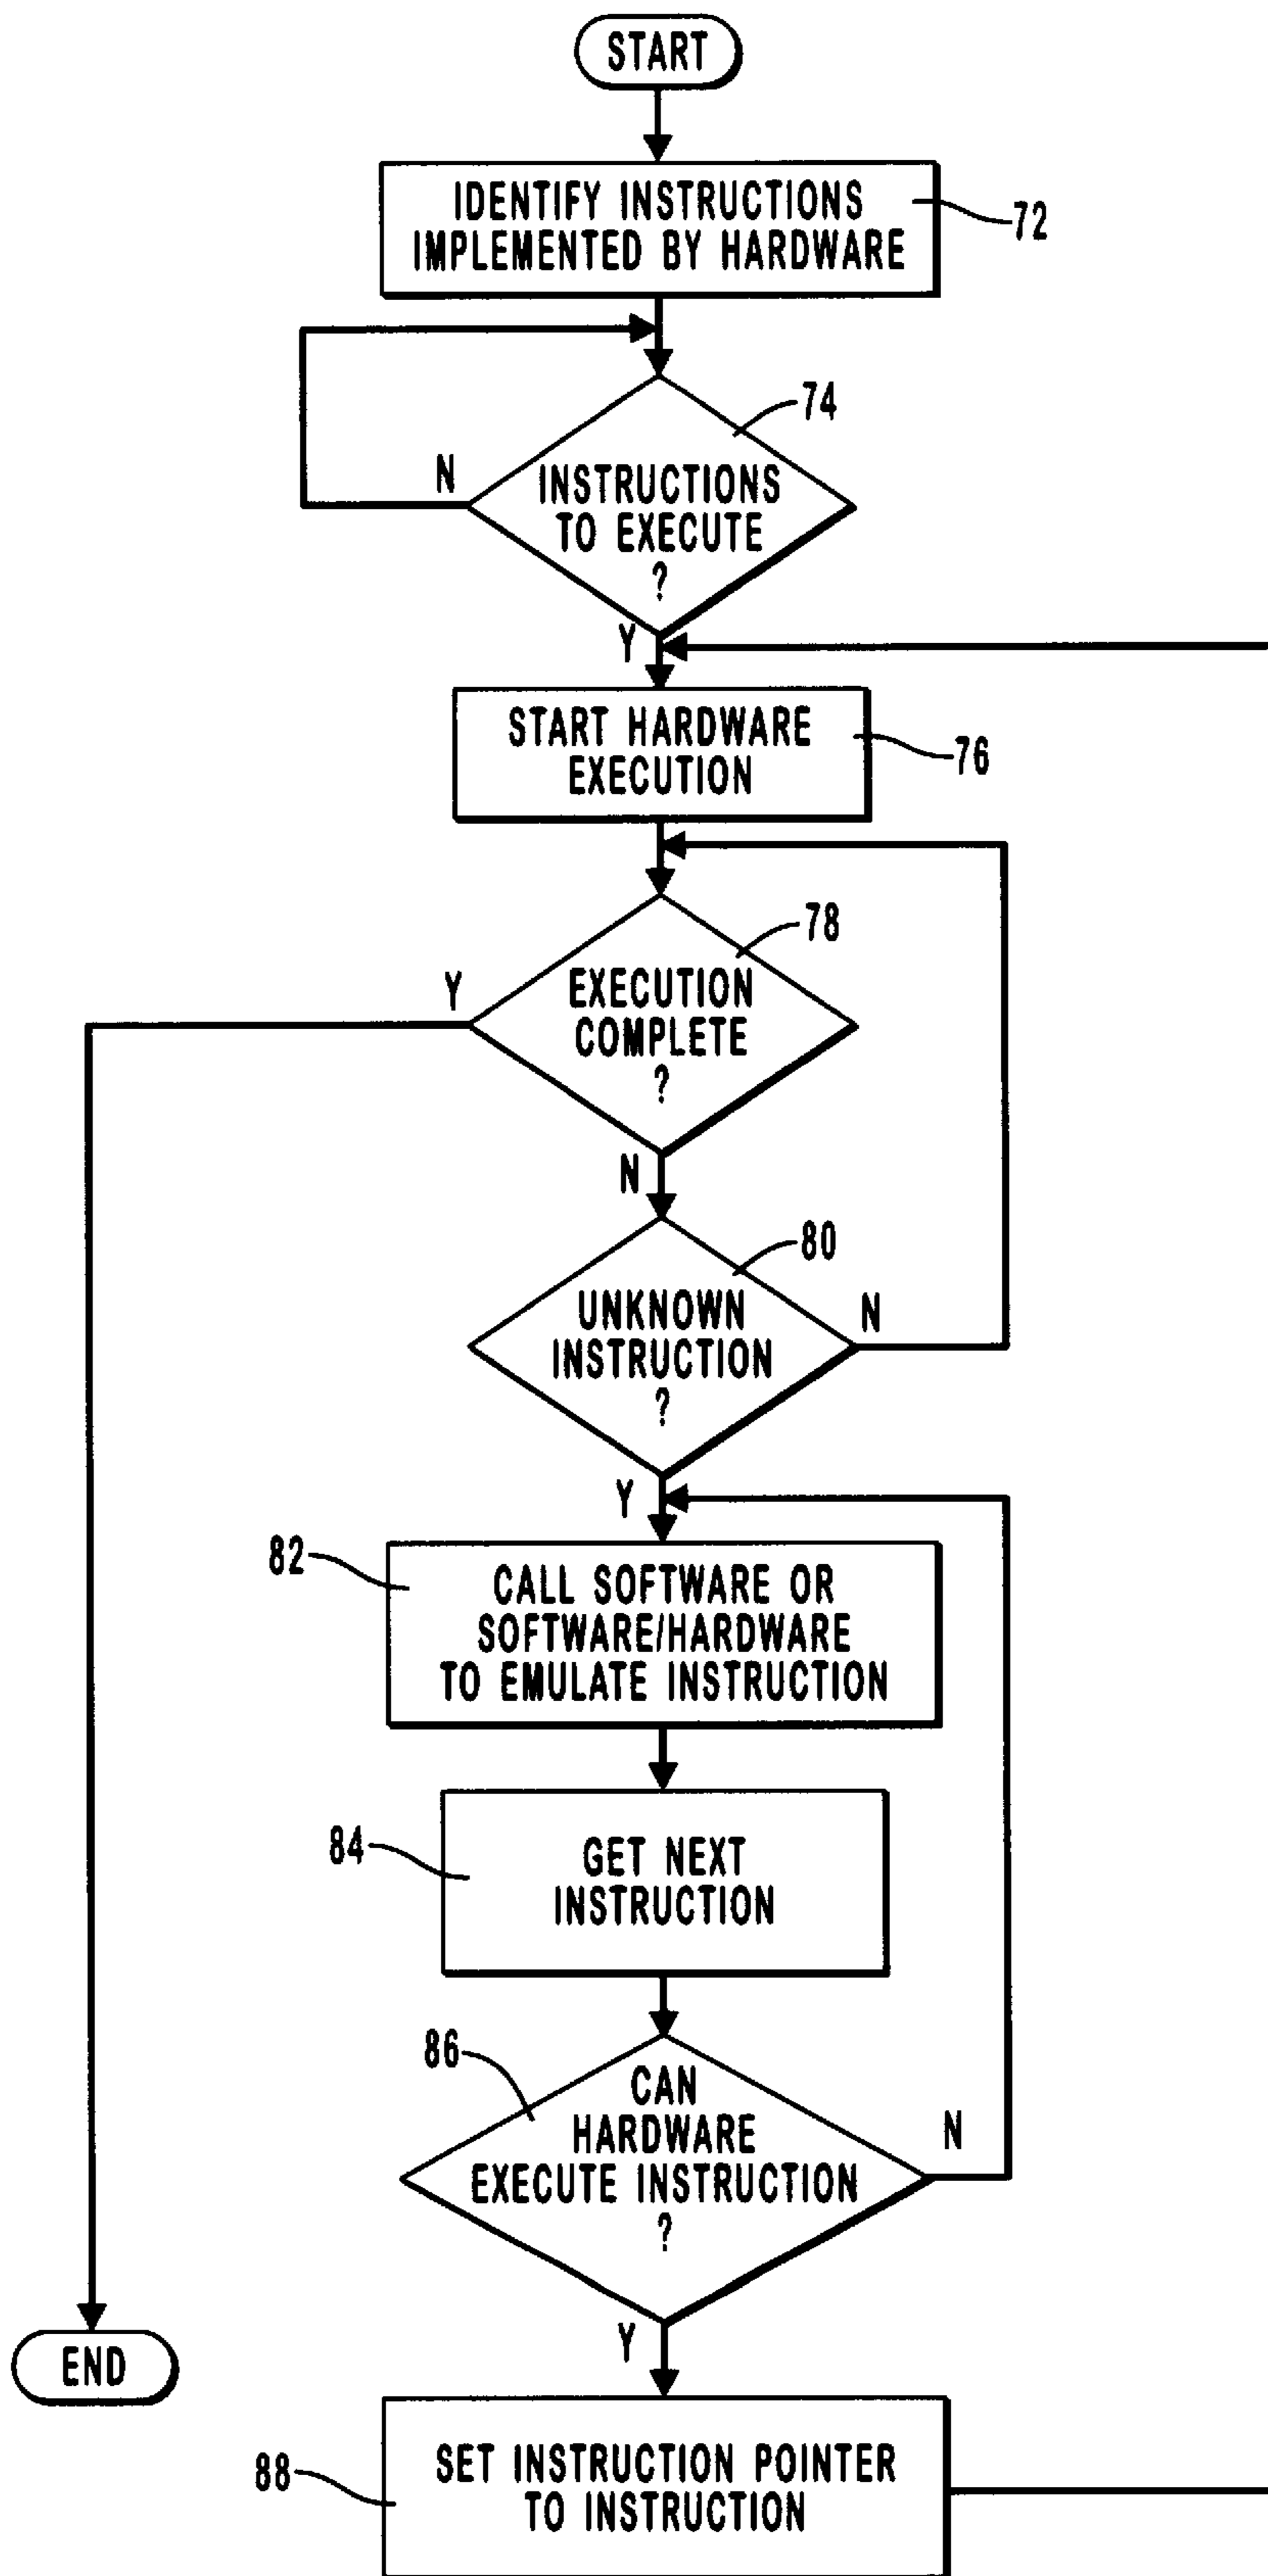 START
IDENTIFY INSTRUCTIONS
IMPLEMENTED BY HARDWARE
72
74
N
INSTRUCTIONS
TO EXECUTE
?
Y
START HARDWARE
EXECUTION
76
78
Y
EXECUTION
COMPLETE
?
N
80
UNKNOWN
INSTRUCTION
?
N
Y
82
CALL SOFTWARE OR
SOFTWARE/HARDWARE
TO EMULATE INSTRUCTION
84
GET NEXT
INSTRUCTION
86
CAN
HARDWARE
EXECUTE INSTRUCTION
?
N
Y
END
88
SET INSTRUCTION POINTER
TO INSTRUCTION